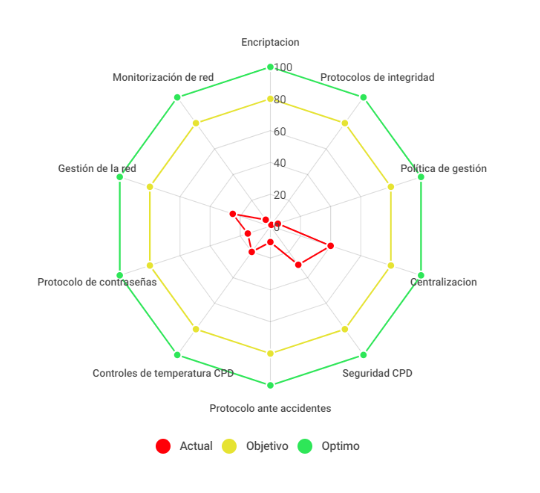 Encriptacion
100
Monitorización de red
Protocolos de integridad
80
60
40
Gestión de la red
Política de gestión
20
0
Protocolo de contraseñas
Centralizacion
Controles de temperatura CPD
Seguridad CPD
Protocolo ante accidentes
Actual
Objetivo
Optimo